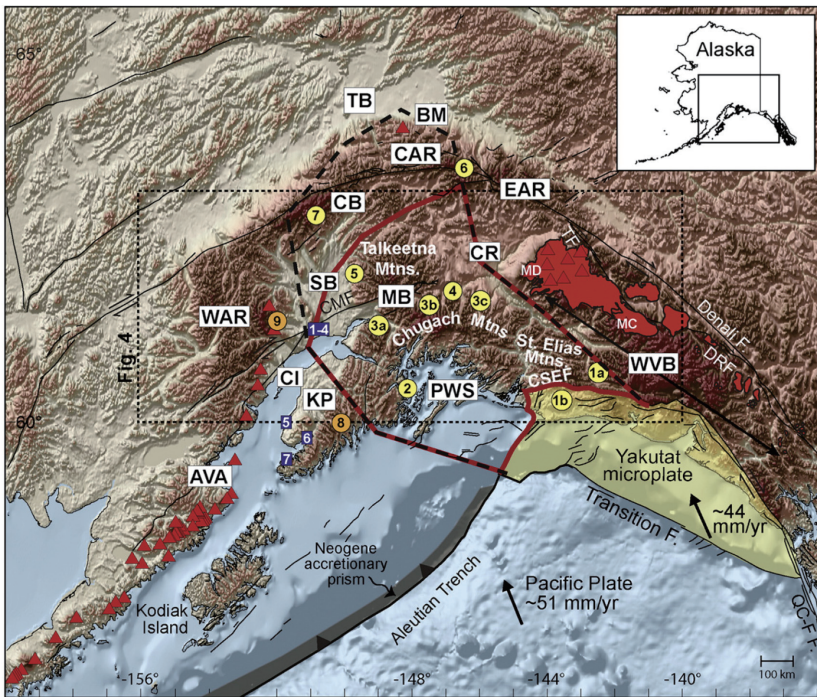 65°
Alaska
TB
BM
CAR
6
EAR
CB
7
TF
Talkeetna
Mtns.
CR
MD
SB
5
MB
4
3b
3c
CMF
Denali F.
WAR
9
1-4
3a
Chugach
Mtns.
MC
Fig. 4
St. Elias
Mtns.
DRF
CI
CSEF
1a
WVB
KP
2
PWS
1b
60°
5
8
6
7
AVA
Yakutat
microplate
~44
mm/yr
Transition F.
Neogene
accretionary
prism
Aleutian Trench
Pacific Plate
~51 mm/yr
Kodiak
Island
QC-F F.
-156°
-148°
-144°
-140°
100 km